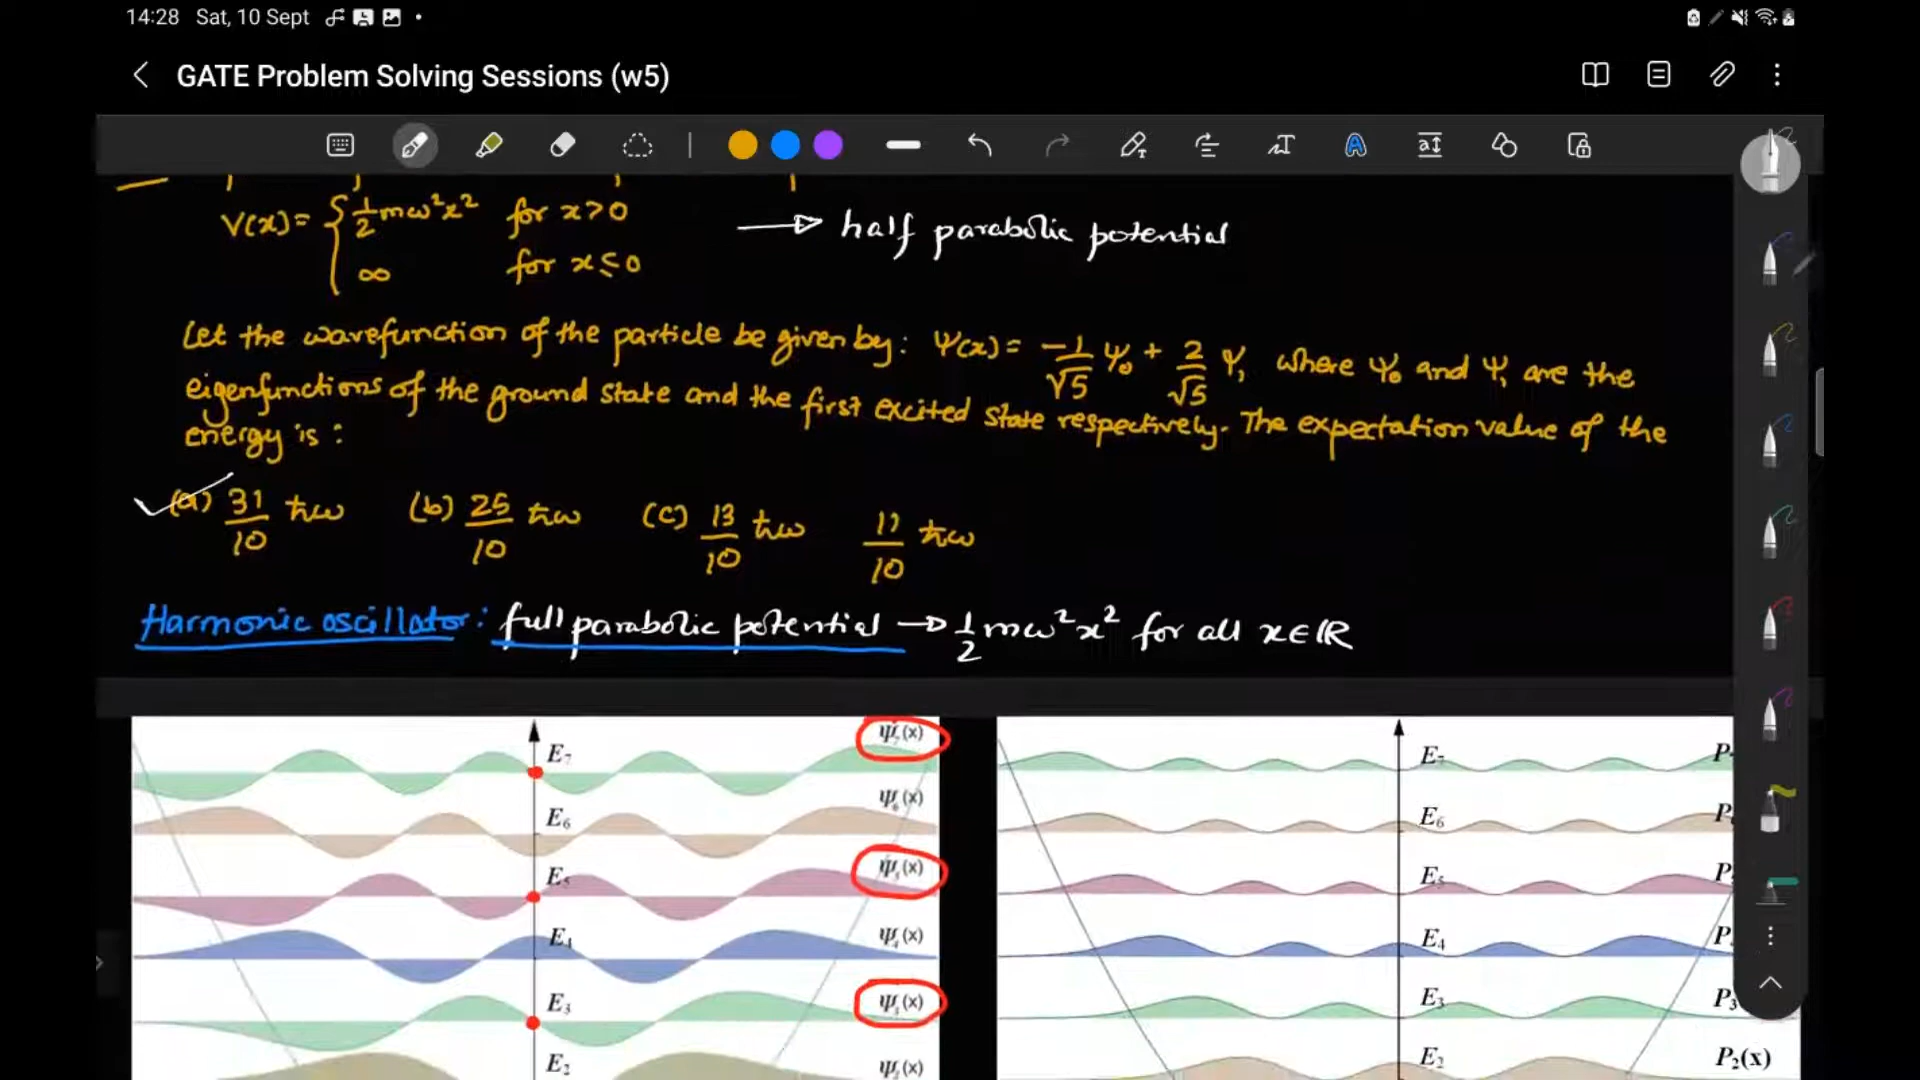 14:28 Sat, 10 Sept
GATE Problem Solving Sessions (w5)
V(x) = { 1/2 mω²x² for x>0
∞ for x≤0
→ half parabolic potential
Let the wavefunction of the particle be given by: Ψ(x) = -1/√5 Ψ₀ + 2/√5 Ψ₁ where Ψ₀ and Ψ₁ are the
eigenfunctions of the ground state and the first excited state respectively. The expectation value of the
energy is:
(a) 31/10 ħω (b) 25/10 ħω (c) 13/10 ħω 11/10 ħω
Harmonic oscillator: full parabolic potential → 1/2 mω²x² for all x∈ℝ
E₇ Ψ₇(x)
E₆ Ψ₆(x)
E₅ Ψ₅(x)
E₄ Ψ₄(x)
E₃ Ψ₃(x)
E₂ Ψ₂(x)
E₇
E₆
E₅
E₄
E₃ P₃
E₂ P₂(x)